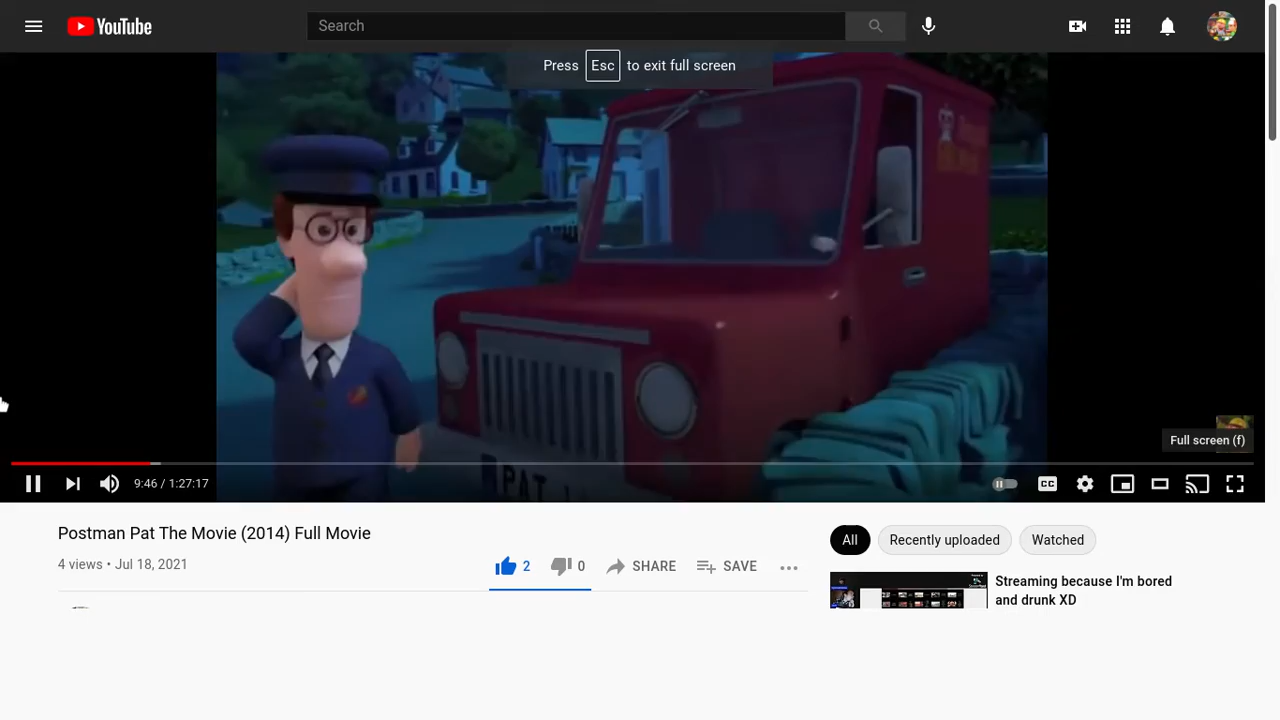 YouTube
Search
Press Esc to exit full screen
PAT
Full screen (f)
9:46 / 1:27:17
CC
Postman Pat The Movie (2014) Full Movie
4 views • Jul 18, 2021
2
0
SHARE
SAVE
All
Recently uploaded
Watched
Streaming because I'm bored
and drunk XD